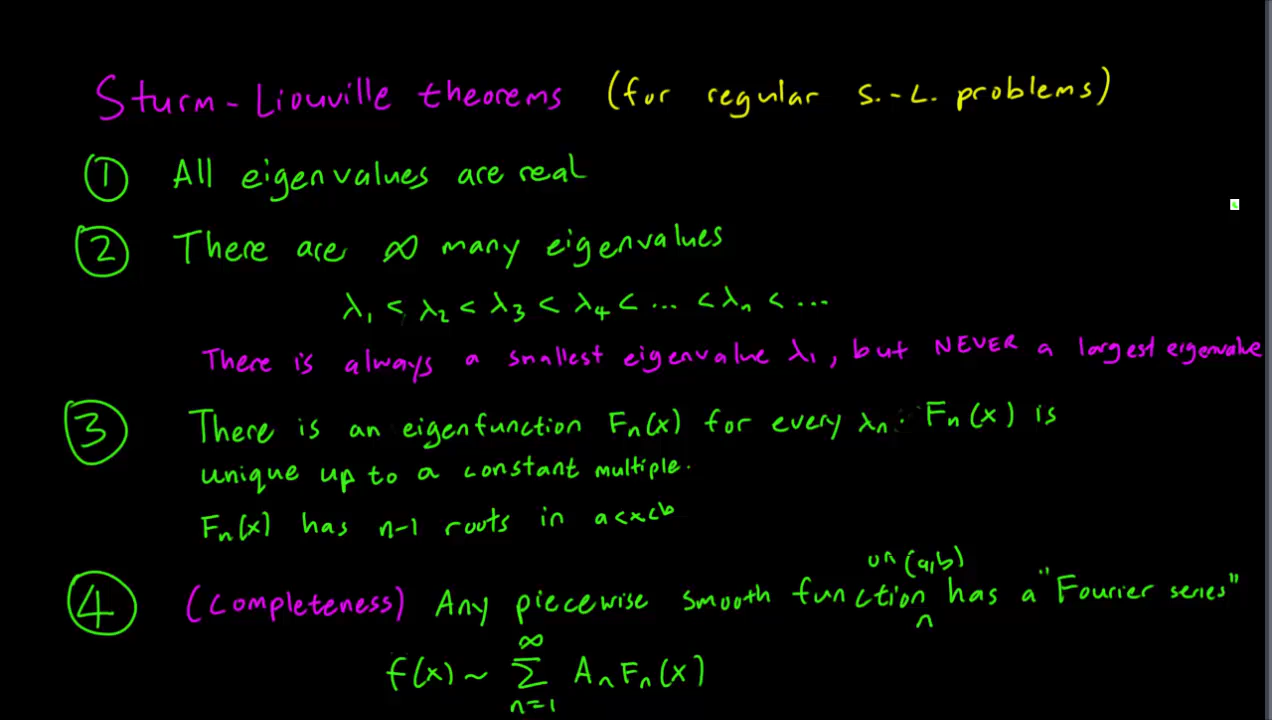 Sturm-Liouville theorems (for regular S.-L. problems)
① All eigenvalues are real
② There are ∞ many eigenvalues
λ₁ < λ₂ < λ₃ < λ₄ < ... < λₙ < ...
There is always a smallest eigenvalue λ₁, but NEVER a largest eigenvalue
③ There is an eigenfunction Fₙ(x) for every λₙ. Fₙ(x) is
unique up to a constant multiple.
Fₙ(x) has n-1 roots in a<x<b
on (a,b)
④ (Completeness) Any piecewise smooth function ^ has a "Fourier series"
f(x) ~ ∑_{n=1}^{∞} Aₙ Fₙ(x)